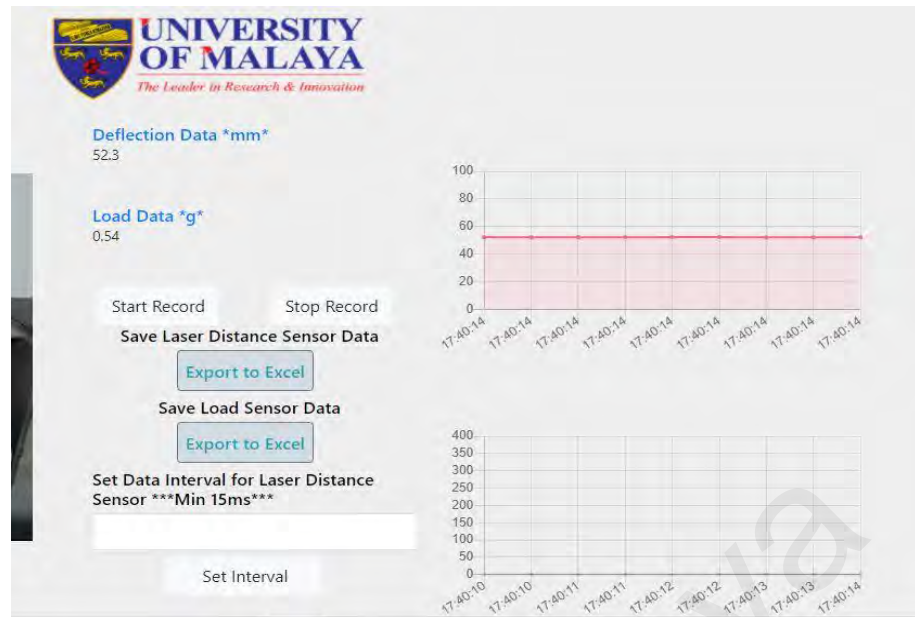 UNIVERSITY
OF MALAYA
The Leader in Research & Innovation
Deflection Data *mm*
52.3
Load Data *g*
0.54
Start Record
Stop Record
Save Laser Distance Sensor Data
Export to Excel
Save Load Sensor Data
Export to Excel
Set Data Interval for Laser Distance
Sensor ***Min 15ms***
Set Interval
100
80
60
40
20
0
17:40:14 17:40:14 17:40:14 17:40:14 17:40:14 17:40:14 17:40:14 17:40:14 17:40:14
400
350
300
250
200
150
100
50
0
17:40:10 17:40:10 17:40:11 17:40:11 17:40:12 17:40:12 17:40:13 17:40:13 17:40:14